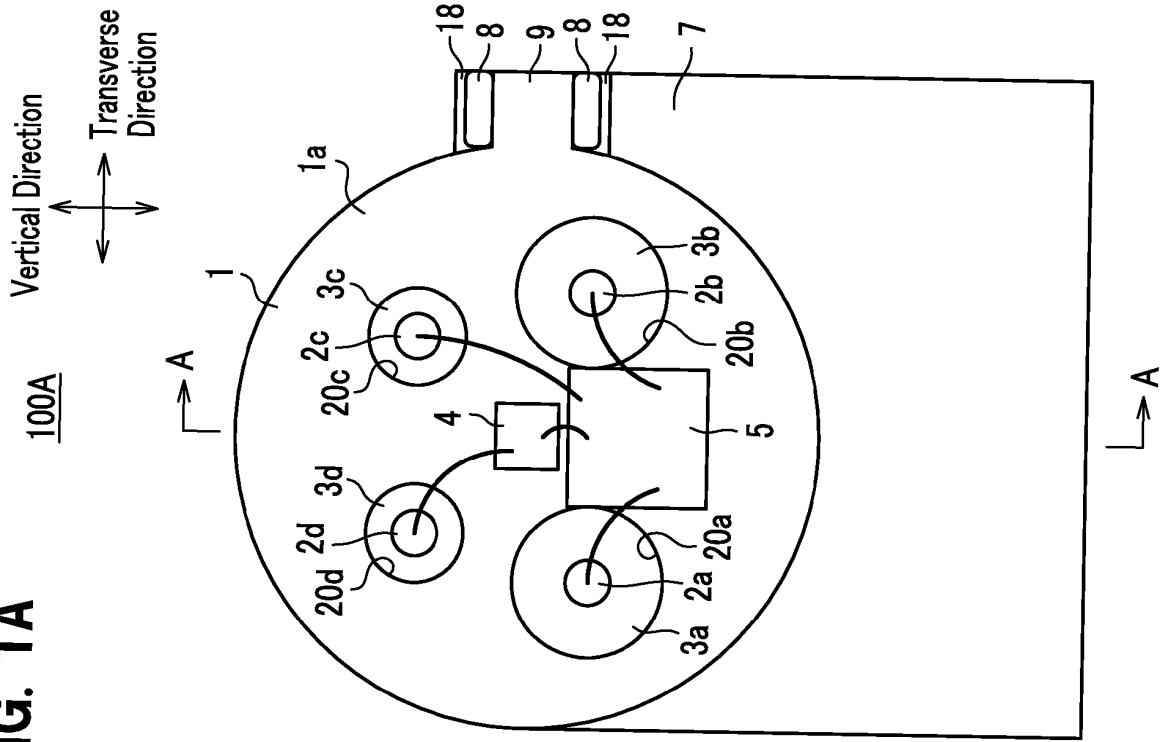 IG. 1A
100A
Vertical Direction
Transverse
Direction
A
A
1
1a
18
8
9
8
18
7
3c
2c
20c
3d
2d
20d
4
5
3b
2b
20b
20a
2a
3a